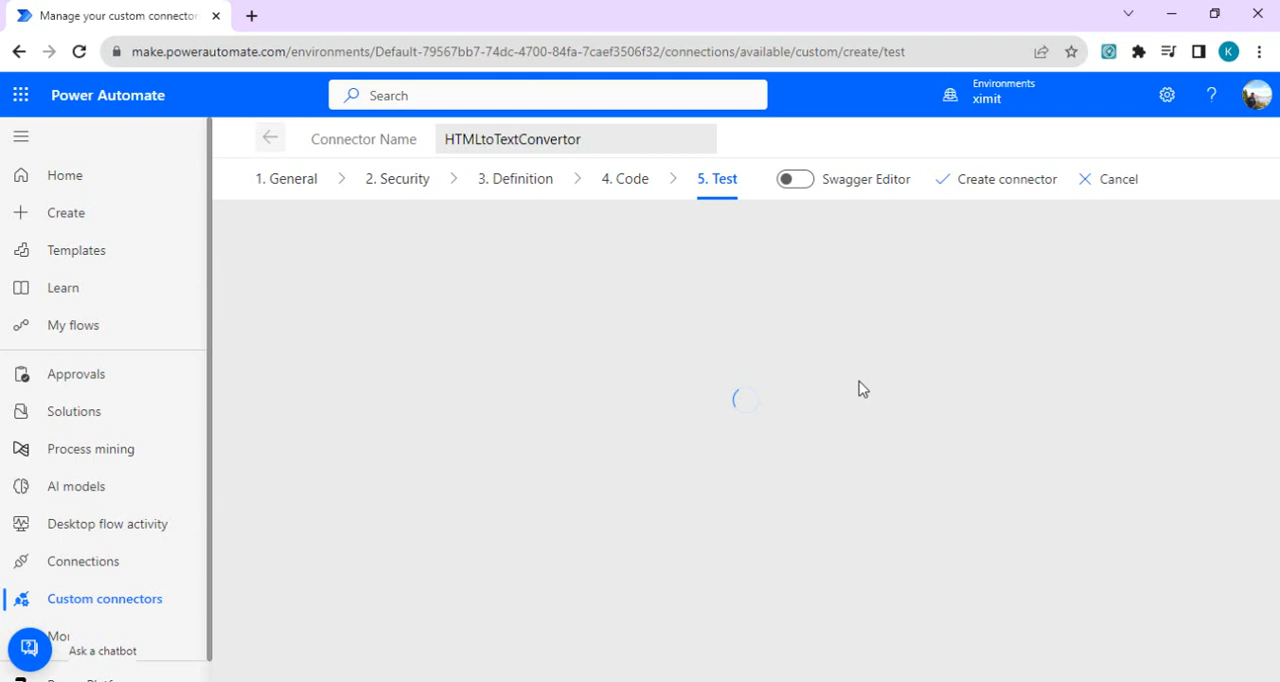 Manage your custom connector
make.powerautomate.com/environments/Default-79567bb7-74dc-4700-84fa-7caef3506f32/connections/available/custom/create/test
K
Power Automate
Search
Environments
ximit
?
Connector Name
HTMLtoTextConvertor
1. General
2. Security
3. Definition
4. Code
5. Test
Swagger Editor
Create connector
Cancel
Home
Create
Templates
Learn
My flows
Approvals
Solutions
Process mining
AI models
Desktop flow activity
Connections
Custom connectors
Ask a chatbot